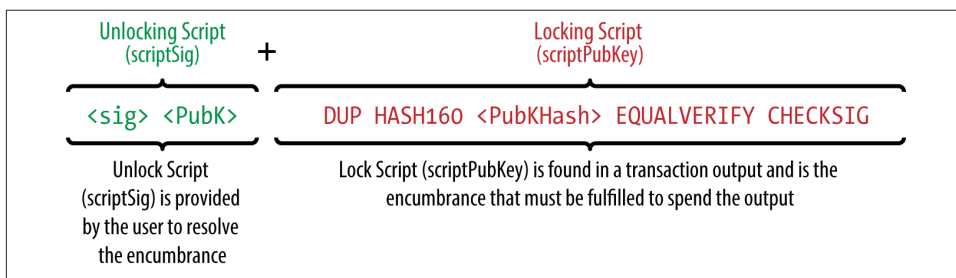 Unlocking Script
(scriptSig)
+
Locking Script
(scriptPubKey)
<sig> <PubK>
DUP HASH160 <PubKHash> EQUALVERIFY CHECKSIG
Unlock Script
(scriptSig) is provided
by the user to resolve
the encumbrance
Lock Script (scriptPubKey) is found in a transaction output and is the
encumbrance that must be fulfilled to spend the output